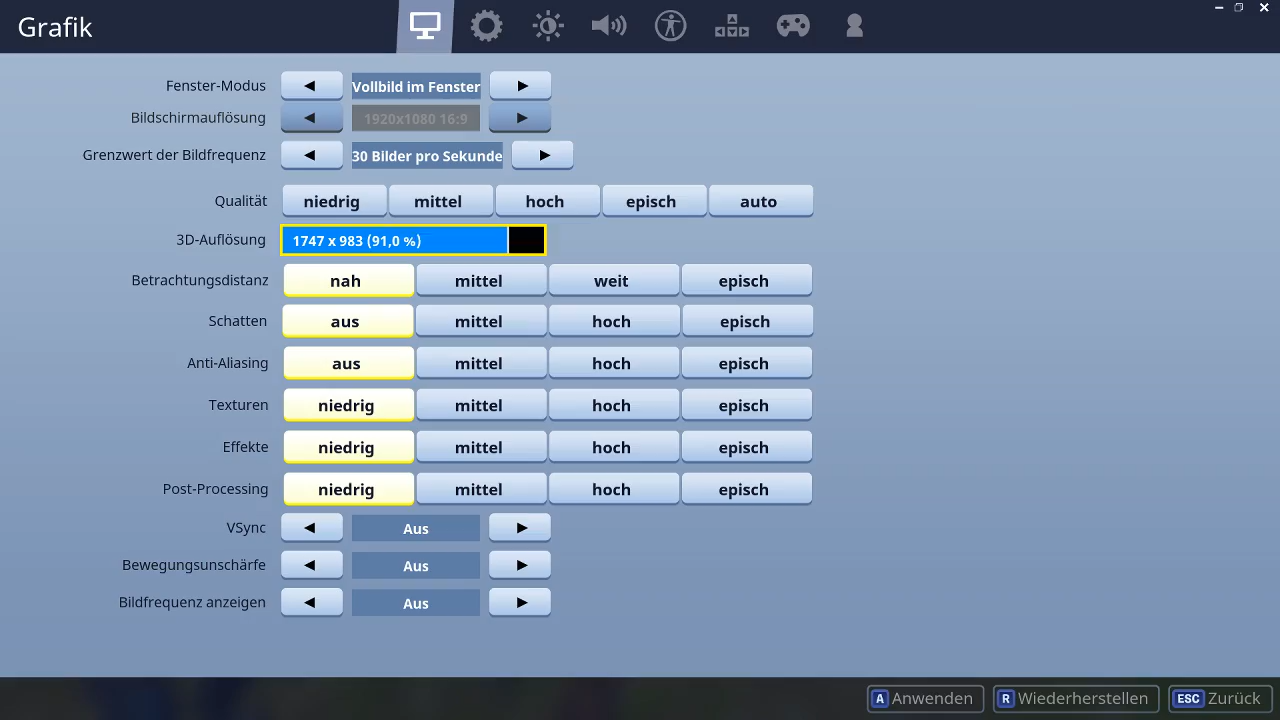 Grafik
Fenster-Modus ◄ Vollbild im Fenster ►
Bildschirmauflösung ◄ 1920x1080 16:9 ►
Grenzwert der Bildfrequenz ◄ 30 Bilder pro Sekunde ►
Qualität niedrig mittel hoch episch auto
3D-Auflösung 1747 x 983 (91,0 %)
Betrachtungsdistanz nah mittel weit episch
Schatten aus mittel hoch episch
Anti-Aliasing aus mittel hoch episch
Texturen niedrig mittel hoch episch
Effekte niedrig mittel hoch episch
Post-Processing niedrig mittel hoch episch
VSync ◄ Aus ►
Bewegungsunschärfe ◄ Aus ►
Bildfrequenz anzeigen ◄ Aus ►
A Anwenden R Wiederherstellen ESC Zurück